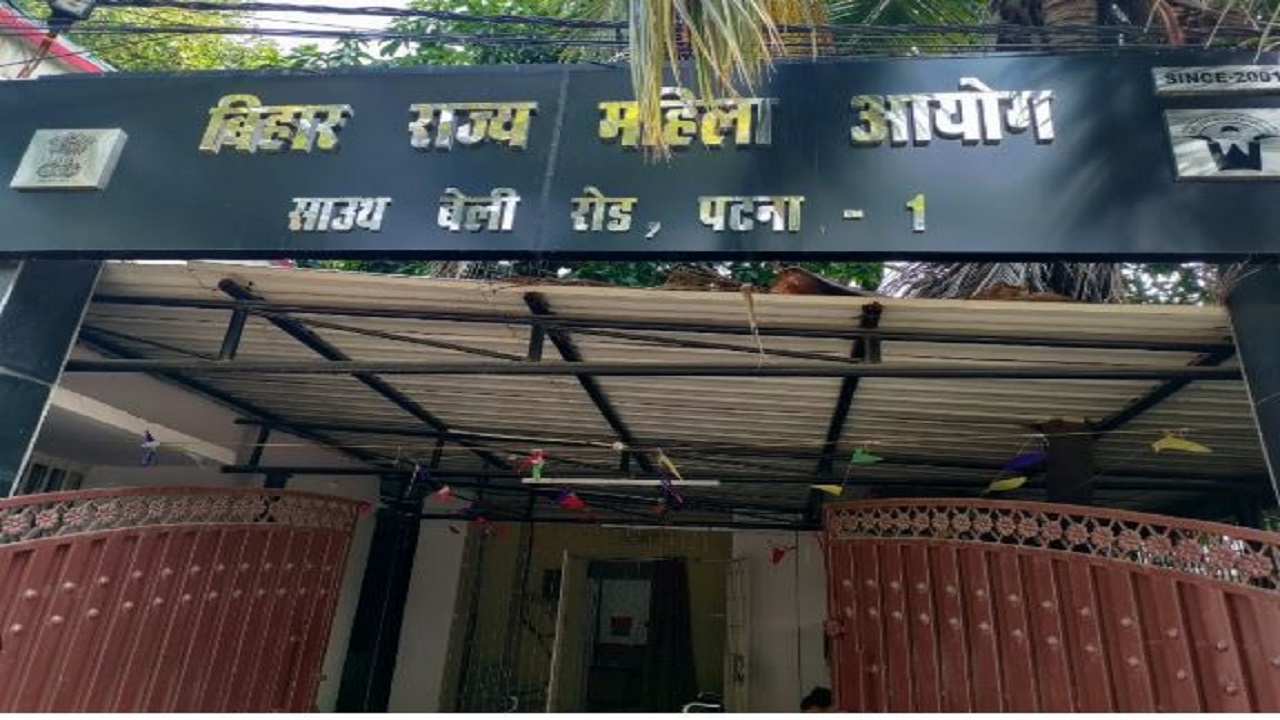 बिहार राज्य महिला आयोग
SINCE-2001
साउथ बेली रोड, पटना - 1
W